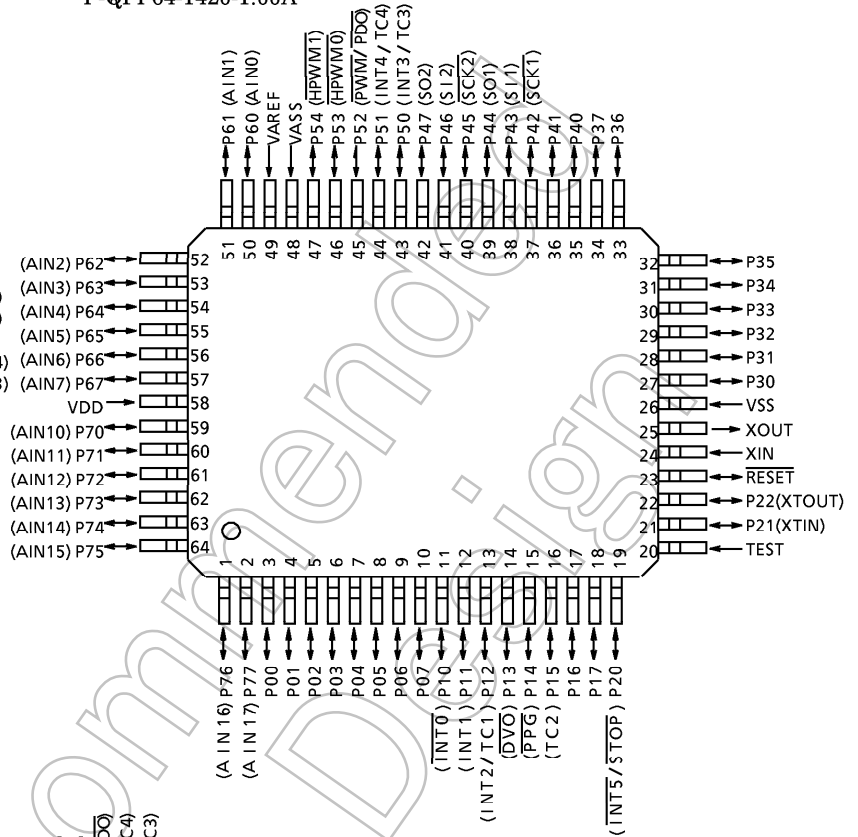 P61 (AIN1)
P60 (AIN0)
VAREF
VASS
P54 (HPWM1)
P53 (HPWM0)
P52 (PWM/PDO)
P51 (INT4/TC4)
P50 (INT3/TC3)
P47 (SO2)
P46 (SI2)
P45 (SCK2)
P44 (SO1)
P43 (SI1)
P42 (SCK1)
P41
P40
P37
P36
51 50 49 48 47 46 45 44 43 42 41 40 39 38 37 36 35 34 33
(AIN2) P62 52
(AIN3) P63 53
(AIN4) P64 54
(AIN5) P65 55
(AIN6) P66 56
(AIN7) P67 57
VDD 58
(AIN10) P70 59
(AIN11) P71 60
(AIN12) P72 61
(AIN13) P73 62
(AIN14) P74 63
(AIN15) P75 64
32 P35
31 P34
30 P33
29 P32
28 P31
27 P30
26 VSS
25 XOUT
24 XIN
23 RESET
22 P22(XTOUT)
21 P21(XTIN)
20 TEST
1 2 3 4 5 6 7 8 9 10 11 12 13 14 15 16 17 18 19
(AIN16) P76
(AIN17) P77
P00
P01
P02
P03
P04
P05
P06
P07
(INT0) P10
(INT1) P11
(INT2/TC1) P12
(DVO) P13
(PPG) P14
(TC2) P15
P16
P17
(INT5/STOP) P20
ommended
Design